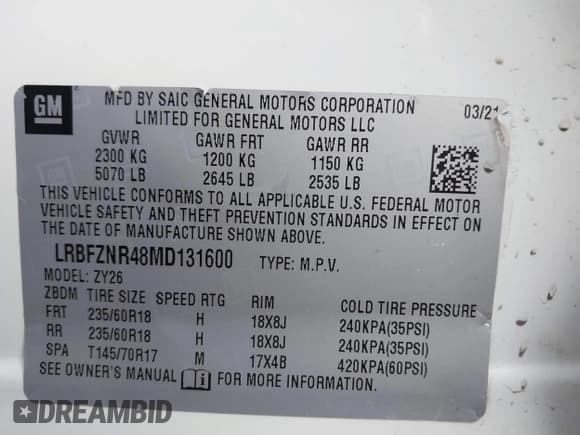 GM
MFD BY SAIC GENERAL MOTORS CORPORATION 03/21
LIMITED FOR GENERAL MOTORS LLC
GVWR GAWR FRT GAWR RR
2300 KG 1200 KG 1150 KG
5070 LB 2645 LB 2535 LB
THIS VEHICLE CONFORMS TO ALL APPLICABLE U.S. FEDERAL MOTOR
VEHICLE SAFETY AND THEFT PREVENTION STANDARDS IN EFFECT ON
THE DATE OF MANUFACTURE SHOWN ABOVE.
LRBFZNR48MD131600 TYPE: M.P.V.
MODEL: ZY26
ZBDM TIRE SIZE SPEED RTG RIM COLD TIRE PRESSURE
FRT 235/60R18 H 18X8J 240KPA(35PSI)
RR 235/60R18 H 18X8J 240KPA(35PSI)
SPA T145/70R17 M 17X4B 420KPA(60PSI)
SEE OWNER'S MANUAL i FOR MORE INFORMATION.
DREAMBID